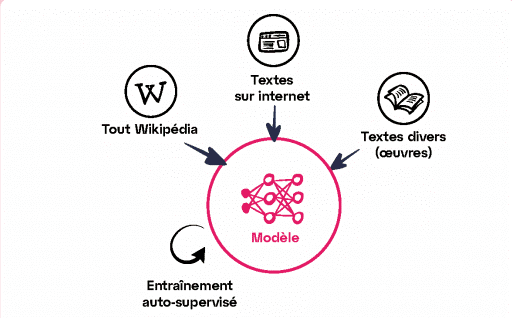 Textes
sur internet
W
Tout Wikipédia
Textes divers
(œuvres)
Modèle
Entraînement
auto-supervisé